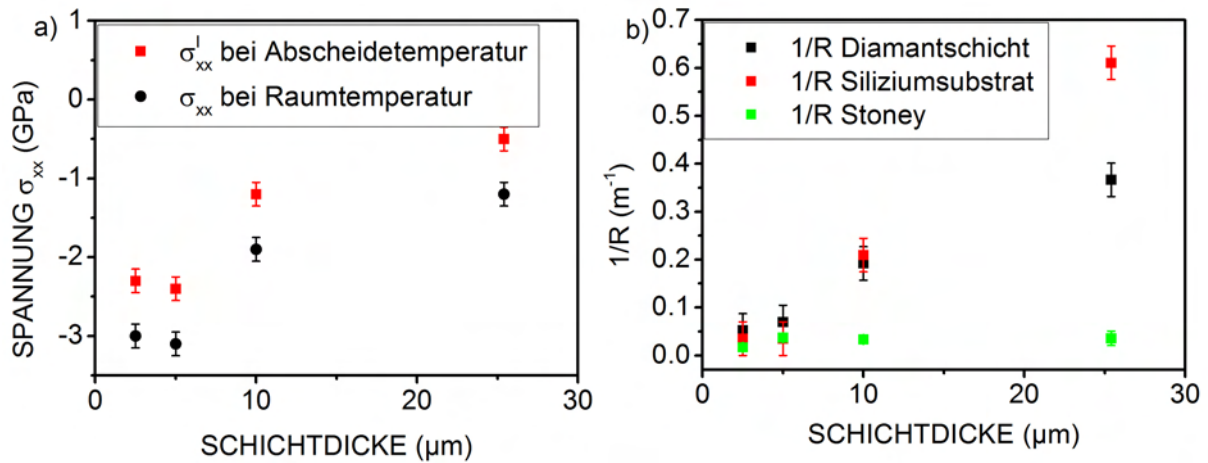 a)
σ^I_xx bei Abscheidetemperatur
σ_xx bei Raumtemperatur
SPANNUNG σ_xx (GPa)
1
0
-1
-2
-3
0 10 20 30
SCHICHTDICKE (µm)
b)
1/R Diamantschicht
1/R Siliziumsubstrat
1/R Stoney
1/R (m⁻¹)
0.7
0.6
0.5
0.4
0.3
0.2
0.1
0.0
0 10 20 30
SCHICHTDICKE (µm)